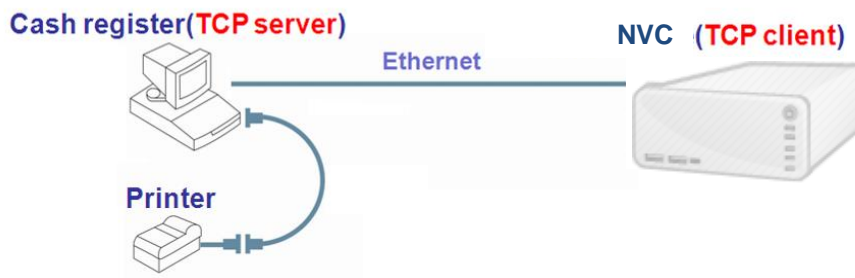 Cash register(TCP server)
NVC (TCP client)
Ethernet
Printer